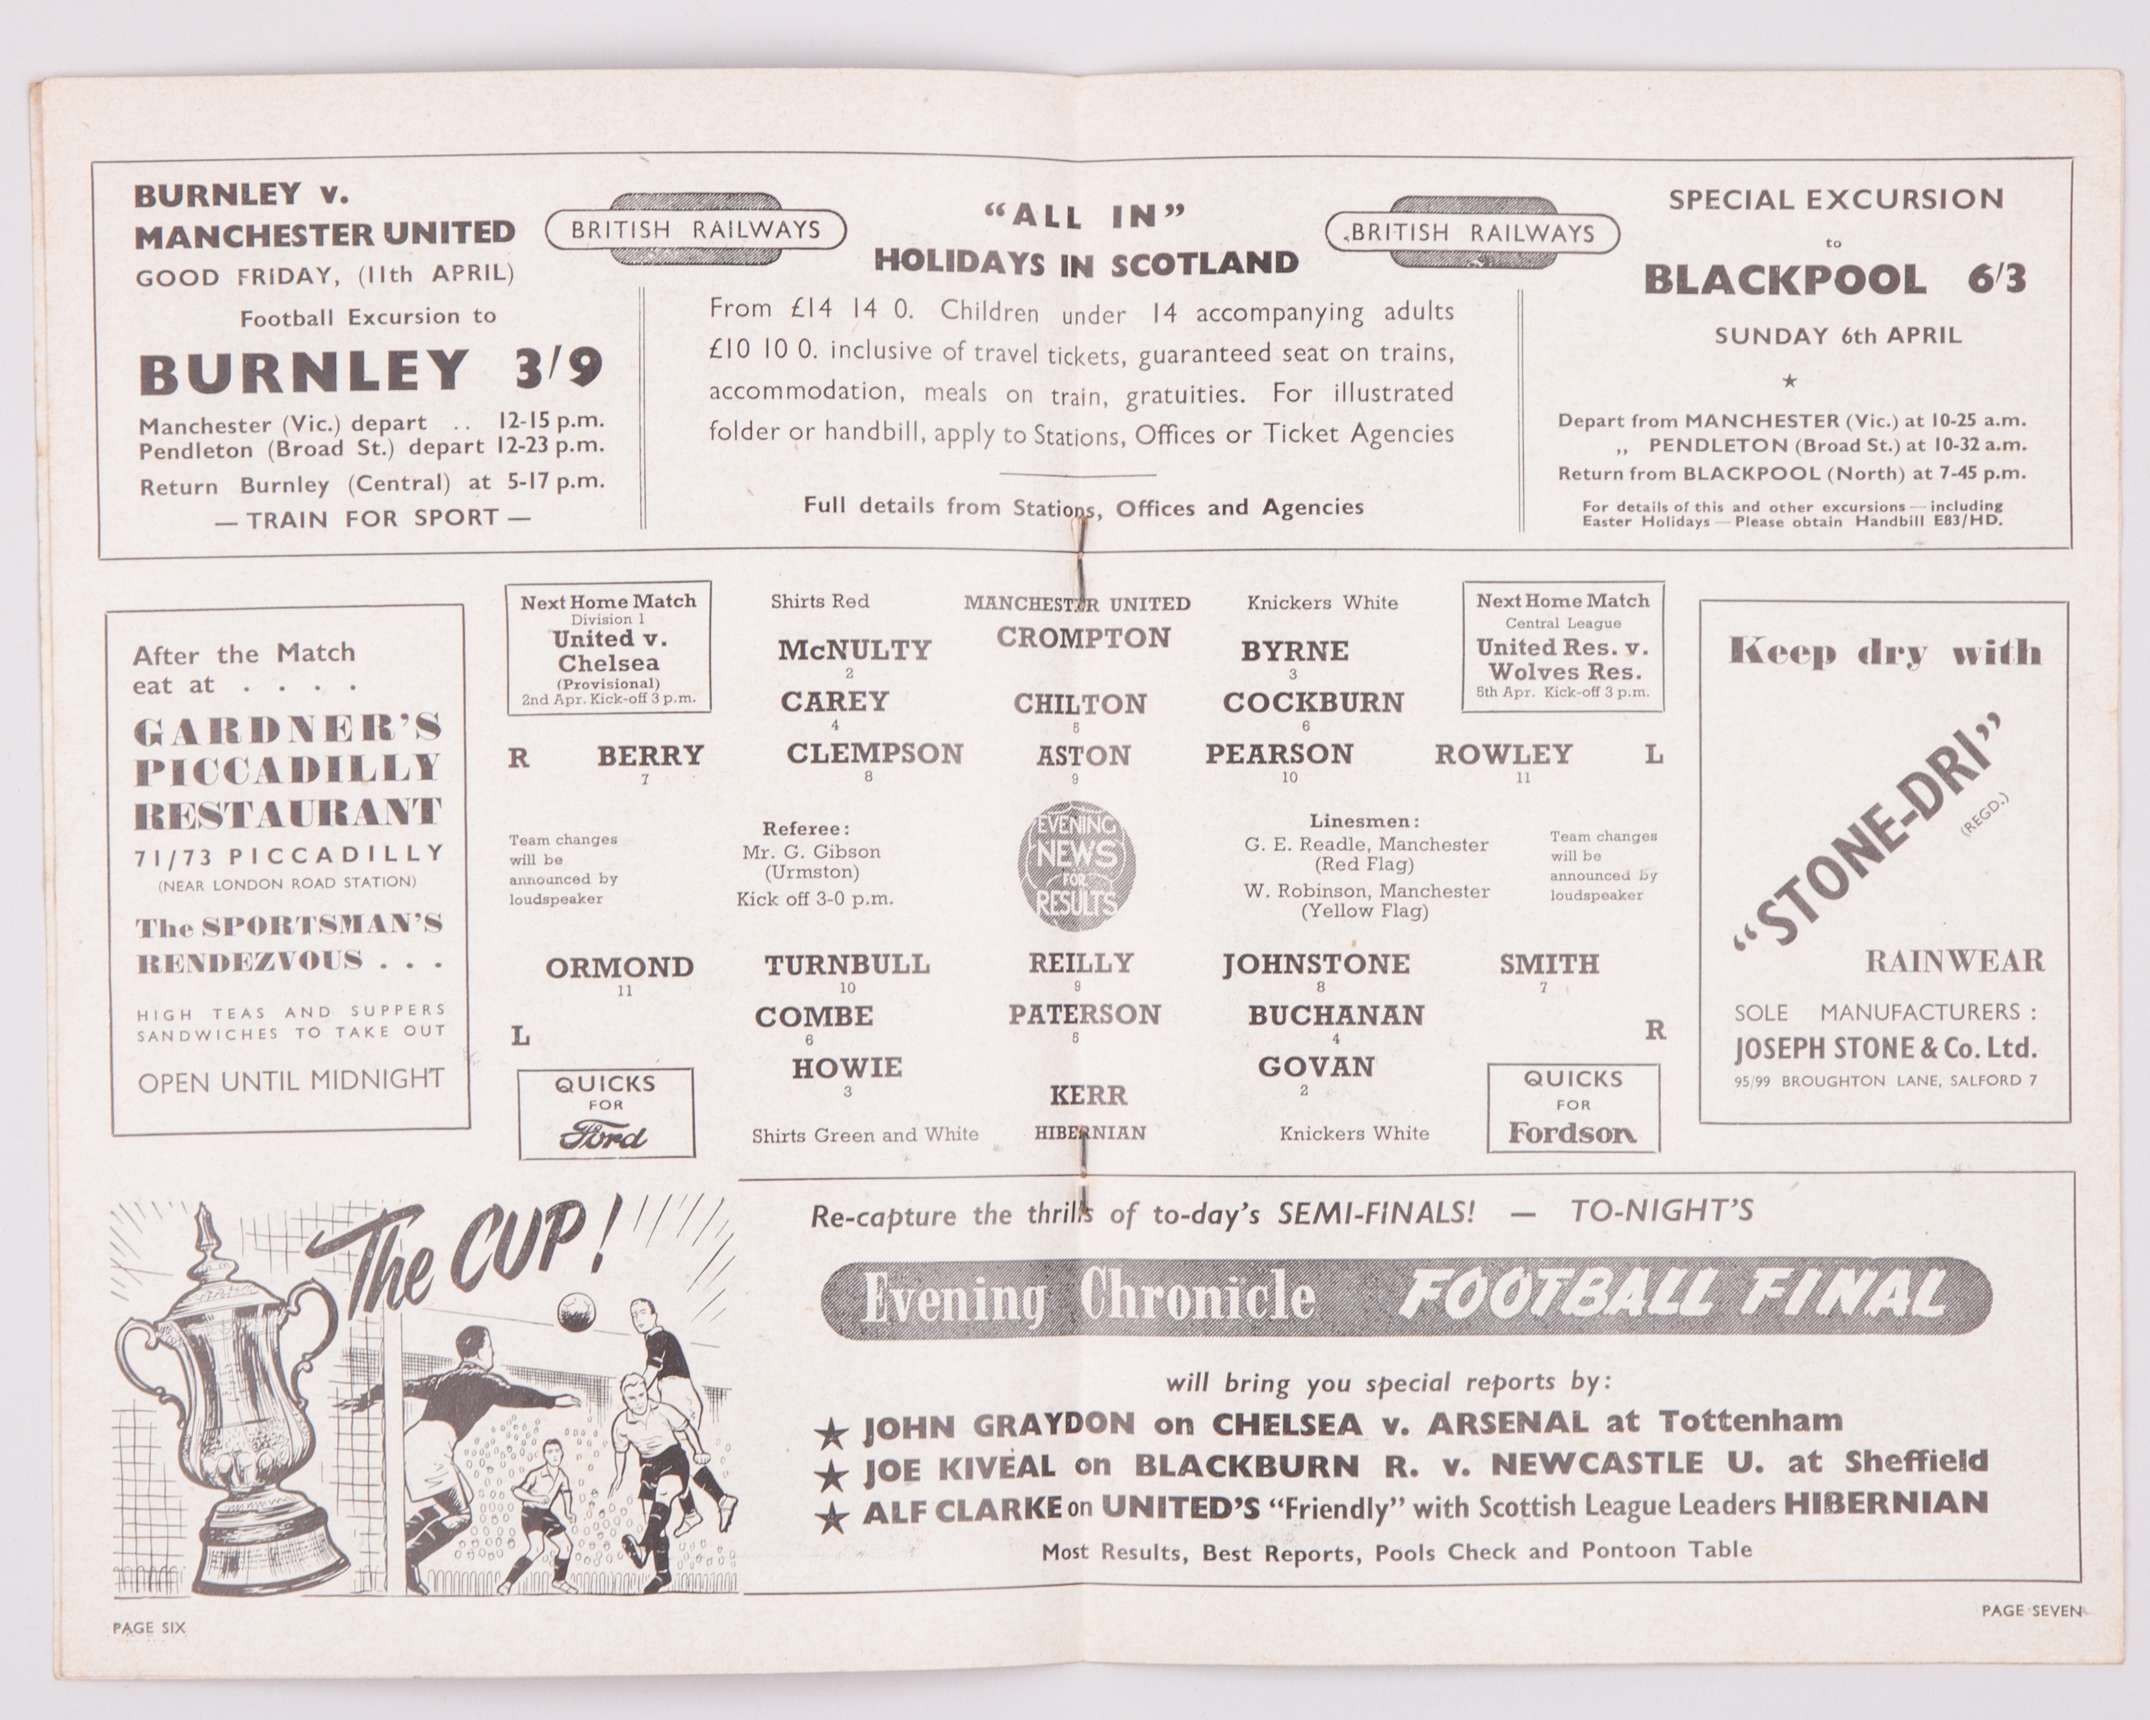 BURNLEY v.
MANCHESTER UNITED
GOOD FRIDAY, (11th APRIL)
Football Excursion to
BURNLEY 3/9
Manchester (Vic.) depart .. 12-15 p.m.
Pendleton (Broad St.) depart 12-23 p.m.
Return Burnley (Central) at 5-17 p.m.
— TRAIN FOR SPORT —
BRITISH RAILWAYS
"ALL IN"
HOLIDAYS IN SCOTLAND
BRITISH RAILWAYS
From £14 14 0. Children under 14 accompanying adults
£10 10 0. inclusive of travel tickets, guaranteed seat on trains,
accommodation, meals on train, gratuities. For illustrated
folder or handbill, apply to Stations, Offices or Ticket Agencies
Full details from Stations, Offices and Agencies
SPECIAL EXCURSION
to
BLACKPOOL 6/3
SUNDAY 6th APRIL
Depart from MANCHESTER (Vic.) at 10-25 a.m.
,, PENDLETON (Broad St.) at 10-32 a.m.
Return from BLACKPOOL (North) at 7-45 p.m.
For details of this and other excursions — including
Easter Holidays — Please obtain Handbill E83/HD.
After the Match
eat at . . . .
GARDNER'S
PICCADILLY
RESTAURANT
71/73 PICCADILLY
(NEAR LONDON ROAD STATION)
The SPORTSMAN'S
RENDEZVOUS . . .
HIGH TEAS AND SUPPERS
SANDWICHES TO TAKE OUT
OPEN UNTIL MIDNIGHT
Next Home Match
Division 1
United v.
Chelsea
(Provisional)
2nd Apr. Kick-off 3 p.m.
Shirts Red MANCHESTER UNITED Knickers White
CROMPTON
McNULTY BYRNE
2 3
CAREY CHILTON COCKBURN
4 5 6
R BERRY CLEMPSON ASTON PEARSON ROWLEY L
7 8 9 10 11
Next Home Match
Central League
United Res. v.
Wolves Res.
5th Apr. Kick-off 3 p.m.
Team changes
will be
announced by
loudspeaker
Referee:
Mr. G. Gibson
(Urmston)
Kick off 3-0 p.m.
EVENING
NEWS
FOR
RESULTS
Linesmen:
G. E. Readle, Manchester
(Red Flag)
W. Robinson, Manchester
(Yellow Flag)
Team changes
will be
announced by
loudspeaker
ORMOND TURNBULL REILLY JOHNSTONE SMITH
11 10 9 8 7
COMBE PATERSON BUCHANAN
L 6 5 4 R
HOWIE GOVAN
3 2
KERR
Shirts Green and White HIBERNIAN Knickers White
QUICKS
FOR
Ford
QUICKS
FOR
Fordson
Keep dry with
"STONE-DRI"
(REGD.)
RAINWEAR
SOLE MANUFACTURERS :
JOSEPH STONE & Co. Ltd.
95/99 BROUGHTON LANE, SALFORD 7
The CUP!
Re-capture the thrills of to-day's SEMI-FINALS! — TO-NIGHT'S
Evening Chronicle FOOTBALL FINAL
will bring you special reports by:
★ JOHN GRAYDON on CHELSEA v. ARSENAL at Tottenham
★ JOE KIVEAL on BLACKBURN R. v. NEWCASTLE U. at Sheffield
★ ALF CLARKE on UNITED'S "Friendly" with Scottish League Leaders HIBERNIAN
Most Results, Best Reports, Pools Check and Pontoon Table
PAGE SIX
PAGE SEVEN